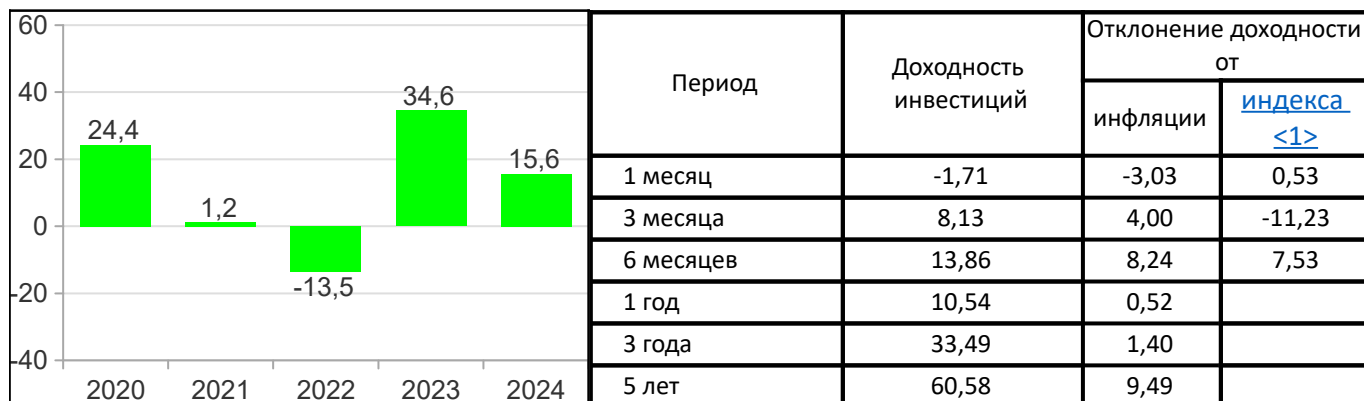 60
40
20
0
-20
-40
24,4
1,2
-13,5
34,6
15,6
2020 2021 2022 2023 2024
Период
Доходность
инвестиций
Отклонение доходности
от
инфляции
индекса
<1>
1 месяц -1,71 -3,03 0,53
3 месяца 8,13 4,00 -11,23
6 месяцев 13,86 8,24 7,53
1 год 10,54 0,52
3 года 33,49 1,40
5 лет 60,58 9,49